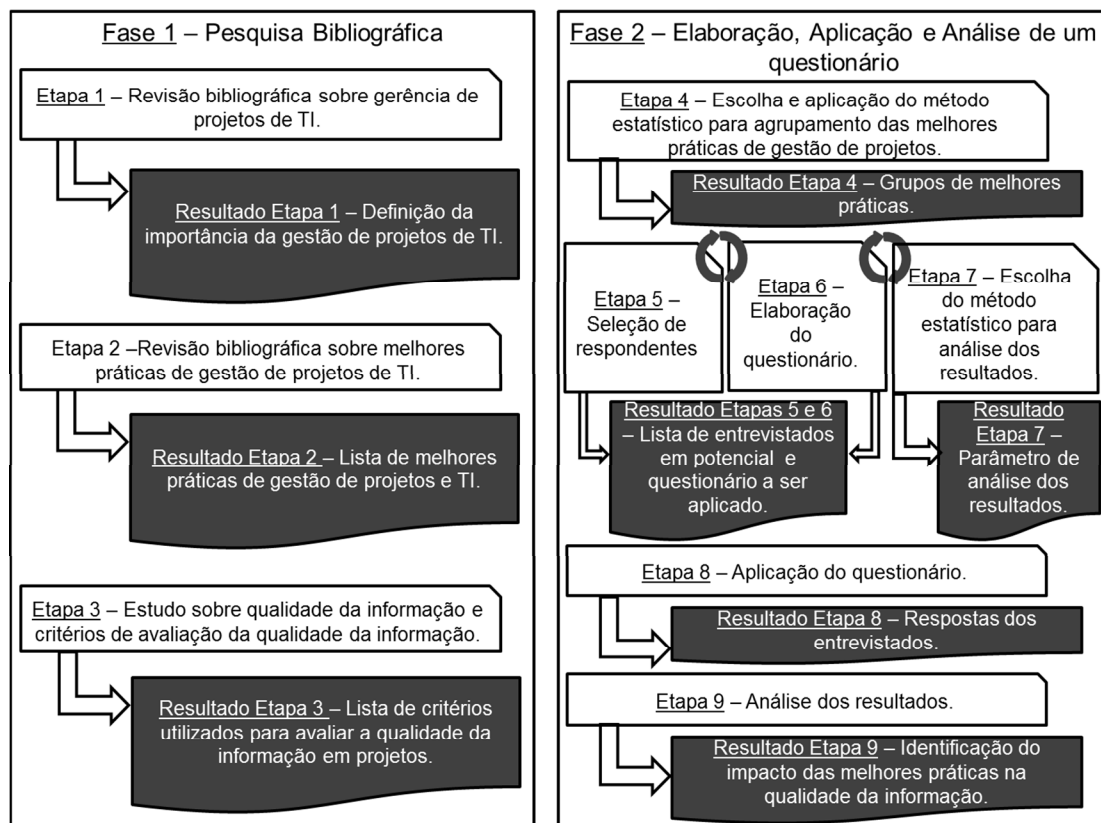 Fase 1 – Pesquisa Bibliográfica
Etapa 1 – Revisão bibliográfica sobre gerência de
projetos de TI.
Resultado Etapa 1 – Definição da
importância da gestão de projetos de TI.
Etapa 2 –Revisão bibliográfica sobre melhores
práticas de gestão de projetos de TI.
Resultado Etapa 2 – Lista de melhores
práticas de gestão de projetos e TI.
Etapa 3 – Estudo sobre qualidade da informação e
critérios de avaliação da qualidade da informação.
Resultado Etapa 3 – Lista de critérios
utilizados para avaliar a qualidade da
informação em projetos.
Fase 2 – Elaboração, Aplicação e Análise de um
questionário
Etapa 4 – Escolha e aplicação do método
estatístico para agrupamento das melhores
práticas de gestão de projetos.
Resultado Etapa 4 – Grupos de melhores
práticas.
Etapa 5 –
Seleção de
respondentes
Etapa 6 –
Elaboração
do
questionário.
Etapa 7 – Escolha
do método
estatístico para
análise dos
resultados.
Resultado Etapas 5 e 6
– Lista de entrevistados
em potencial e
questionário a ser
aplicado.
Resultado
Etapa 7 –
Parâmetro de
análise dos
resultados.
Etapa 8 – Aplicação do questionário.
Resultado Etapa 8 – Respostas dos
entrevistados.
Etapa 9 – Análise dos resultados.
Resultado Etapa 9 – Identificação do
impacto das melhores práticas na
qualidade da informação.